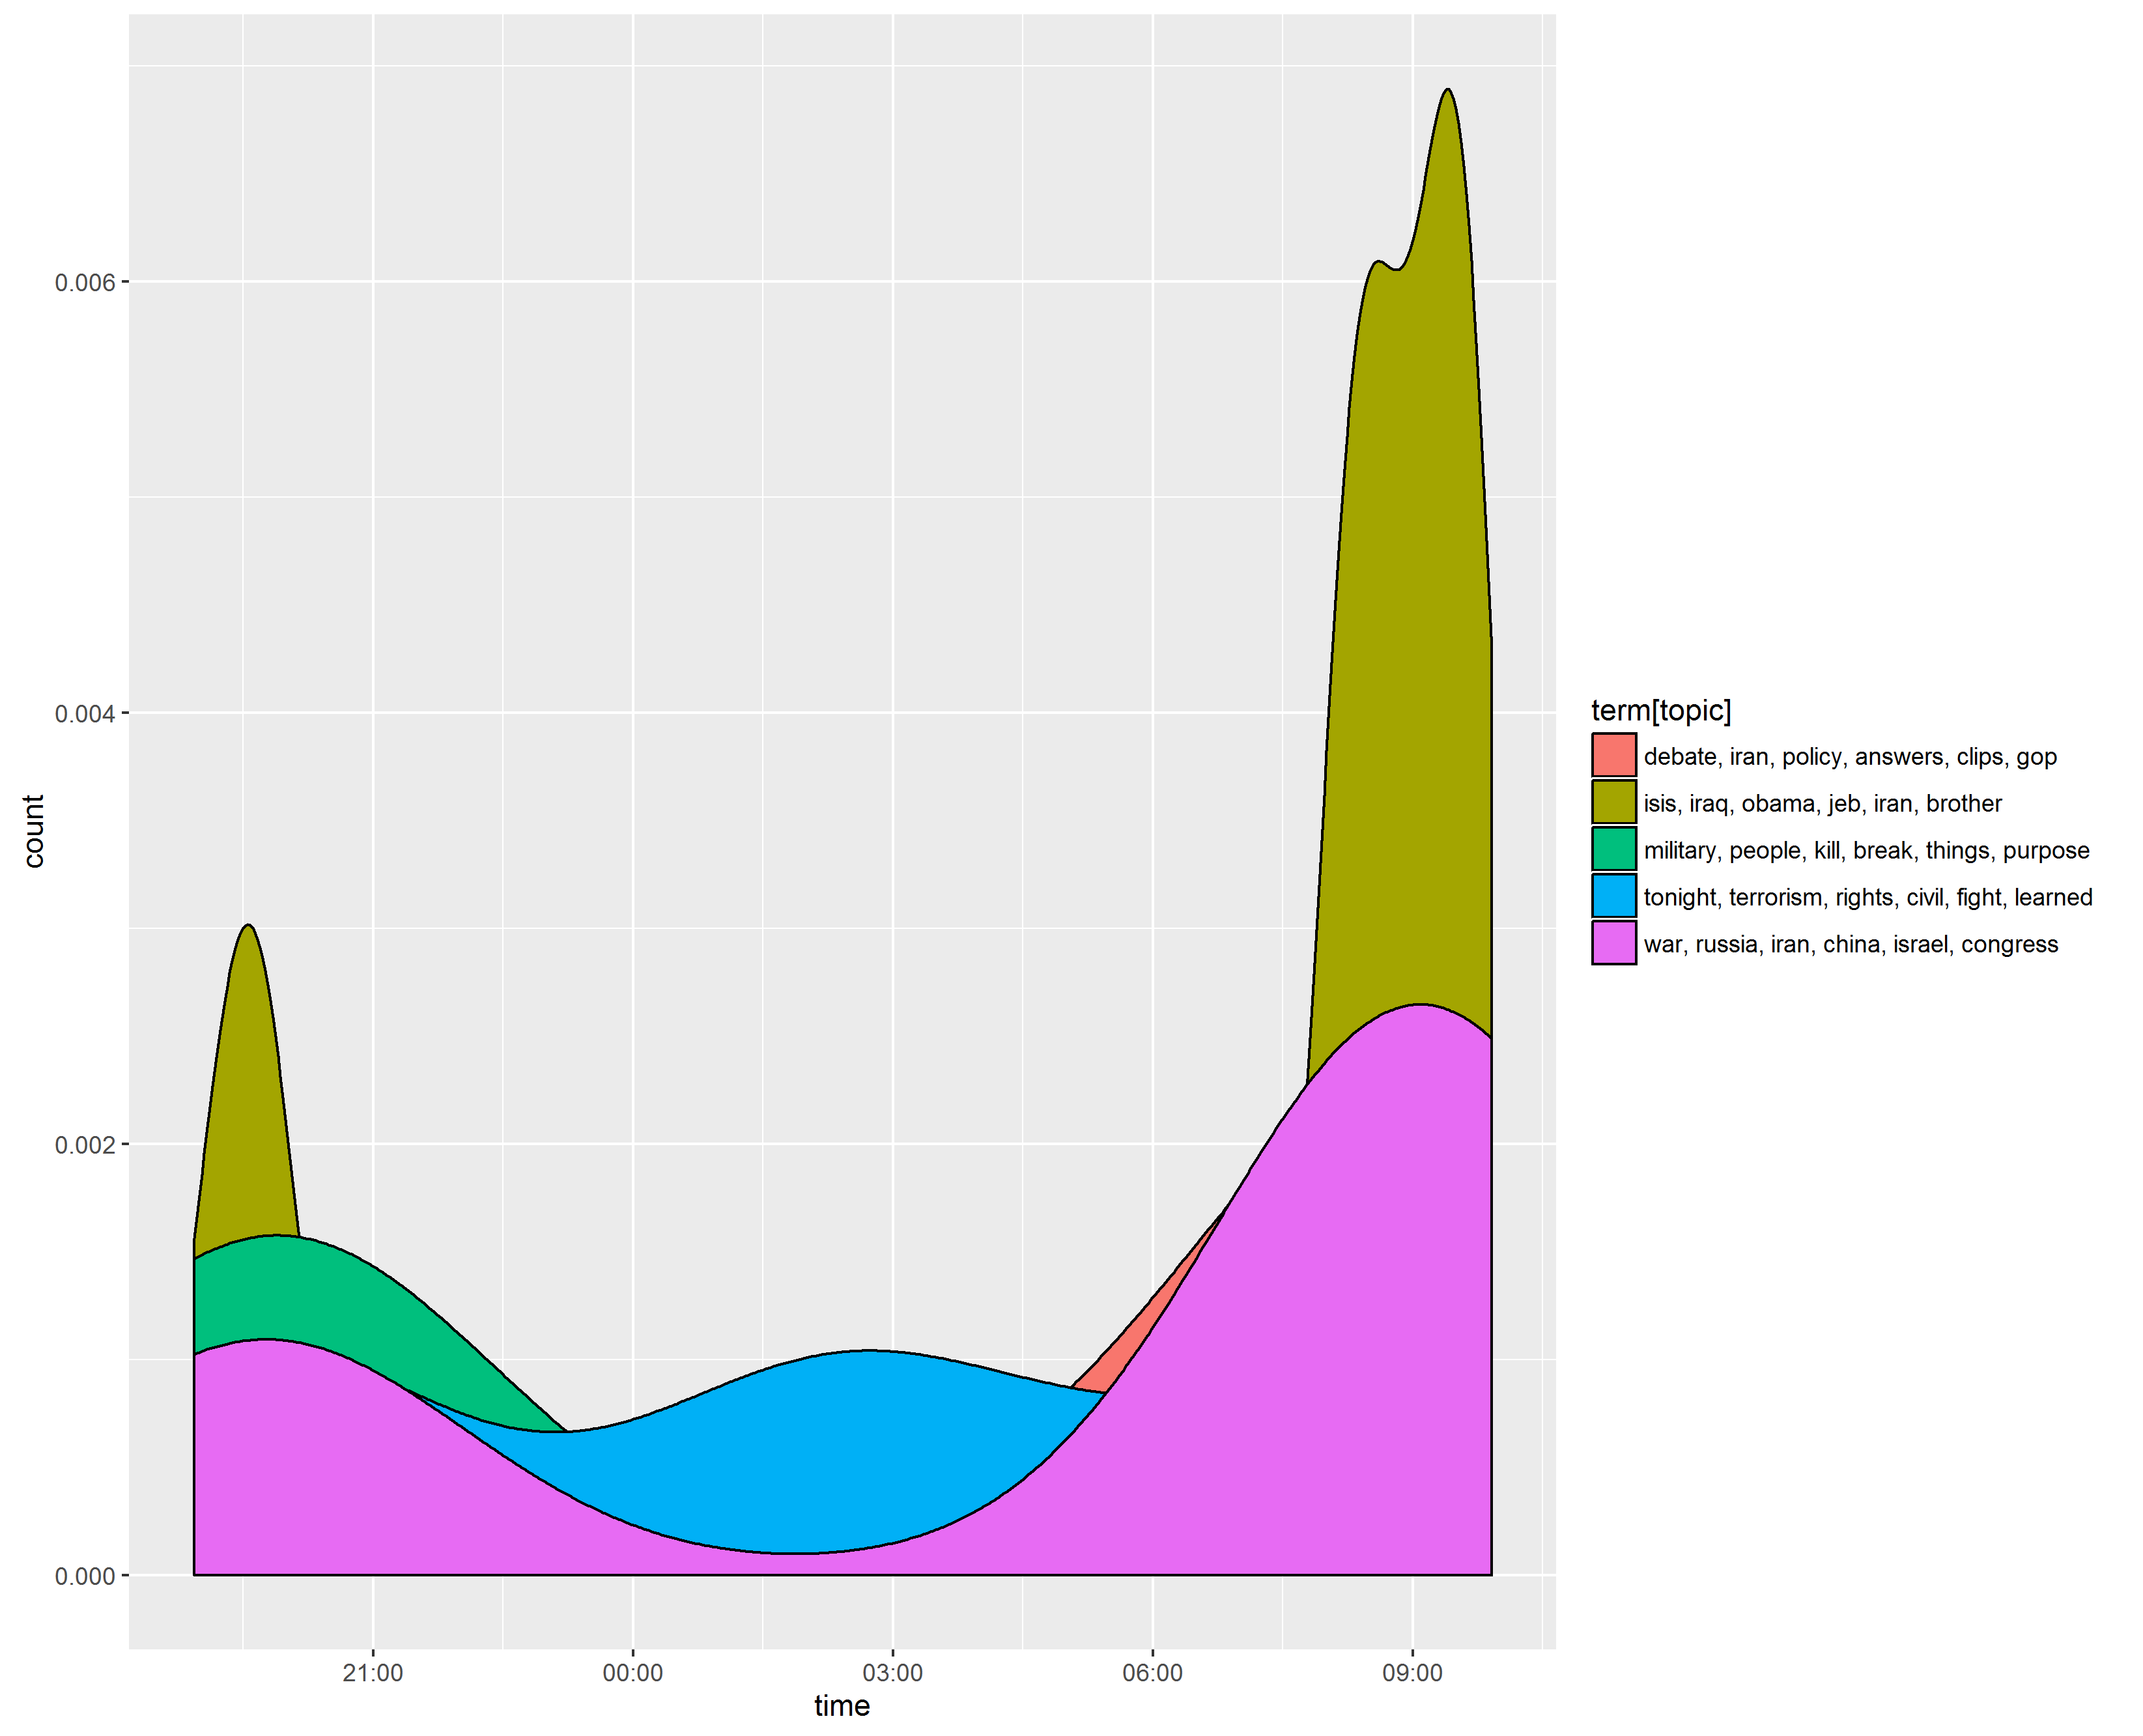 count
0.006
0.004
0.002
0.000
21:00 00:00 03:00 06:00 09:00
time
term[topic]
debate, iran, policy, answers, clips, gop
isis, iraq, obama, jeb, iran, brother
military, people, kill, break, things, purpose
tonight, terrorism, rights, civil, fight, learned
war, russia, iran, china, israel, congress